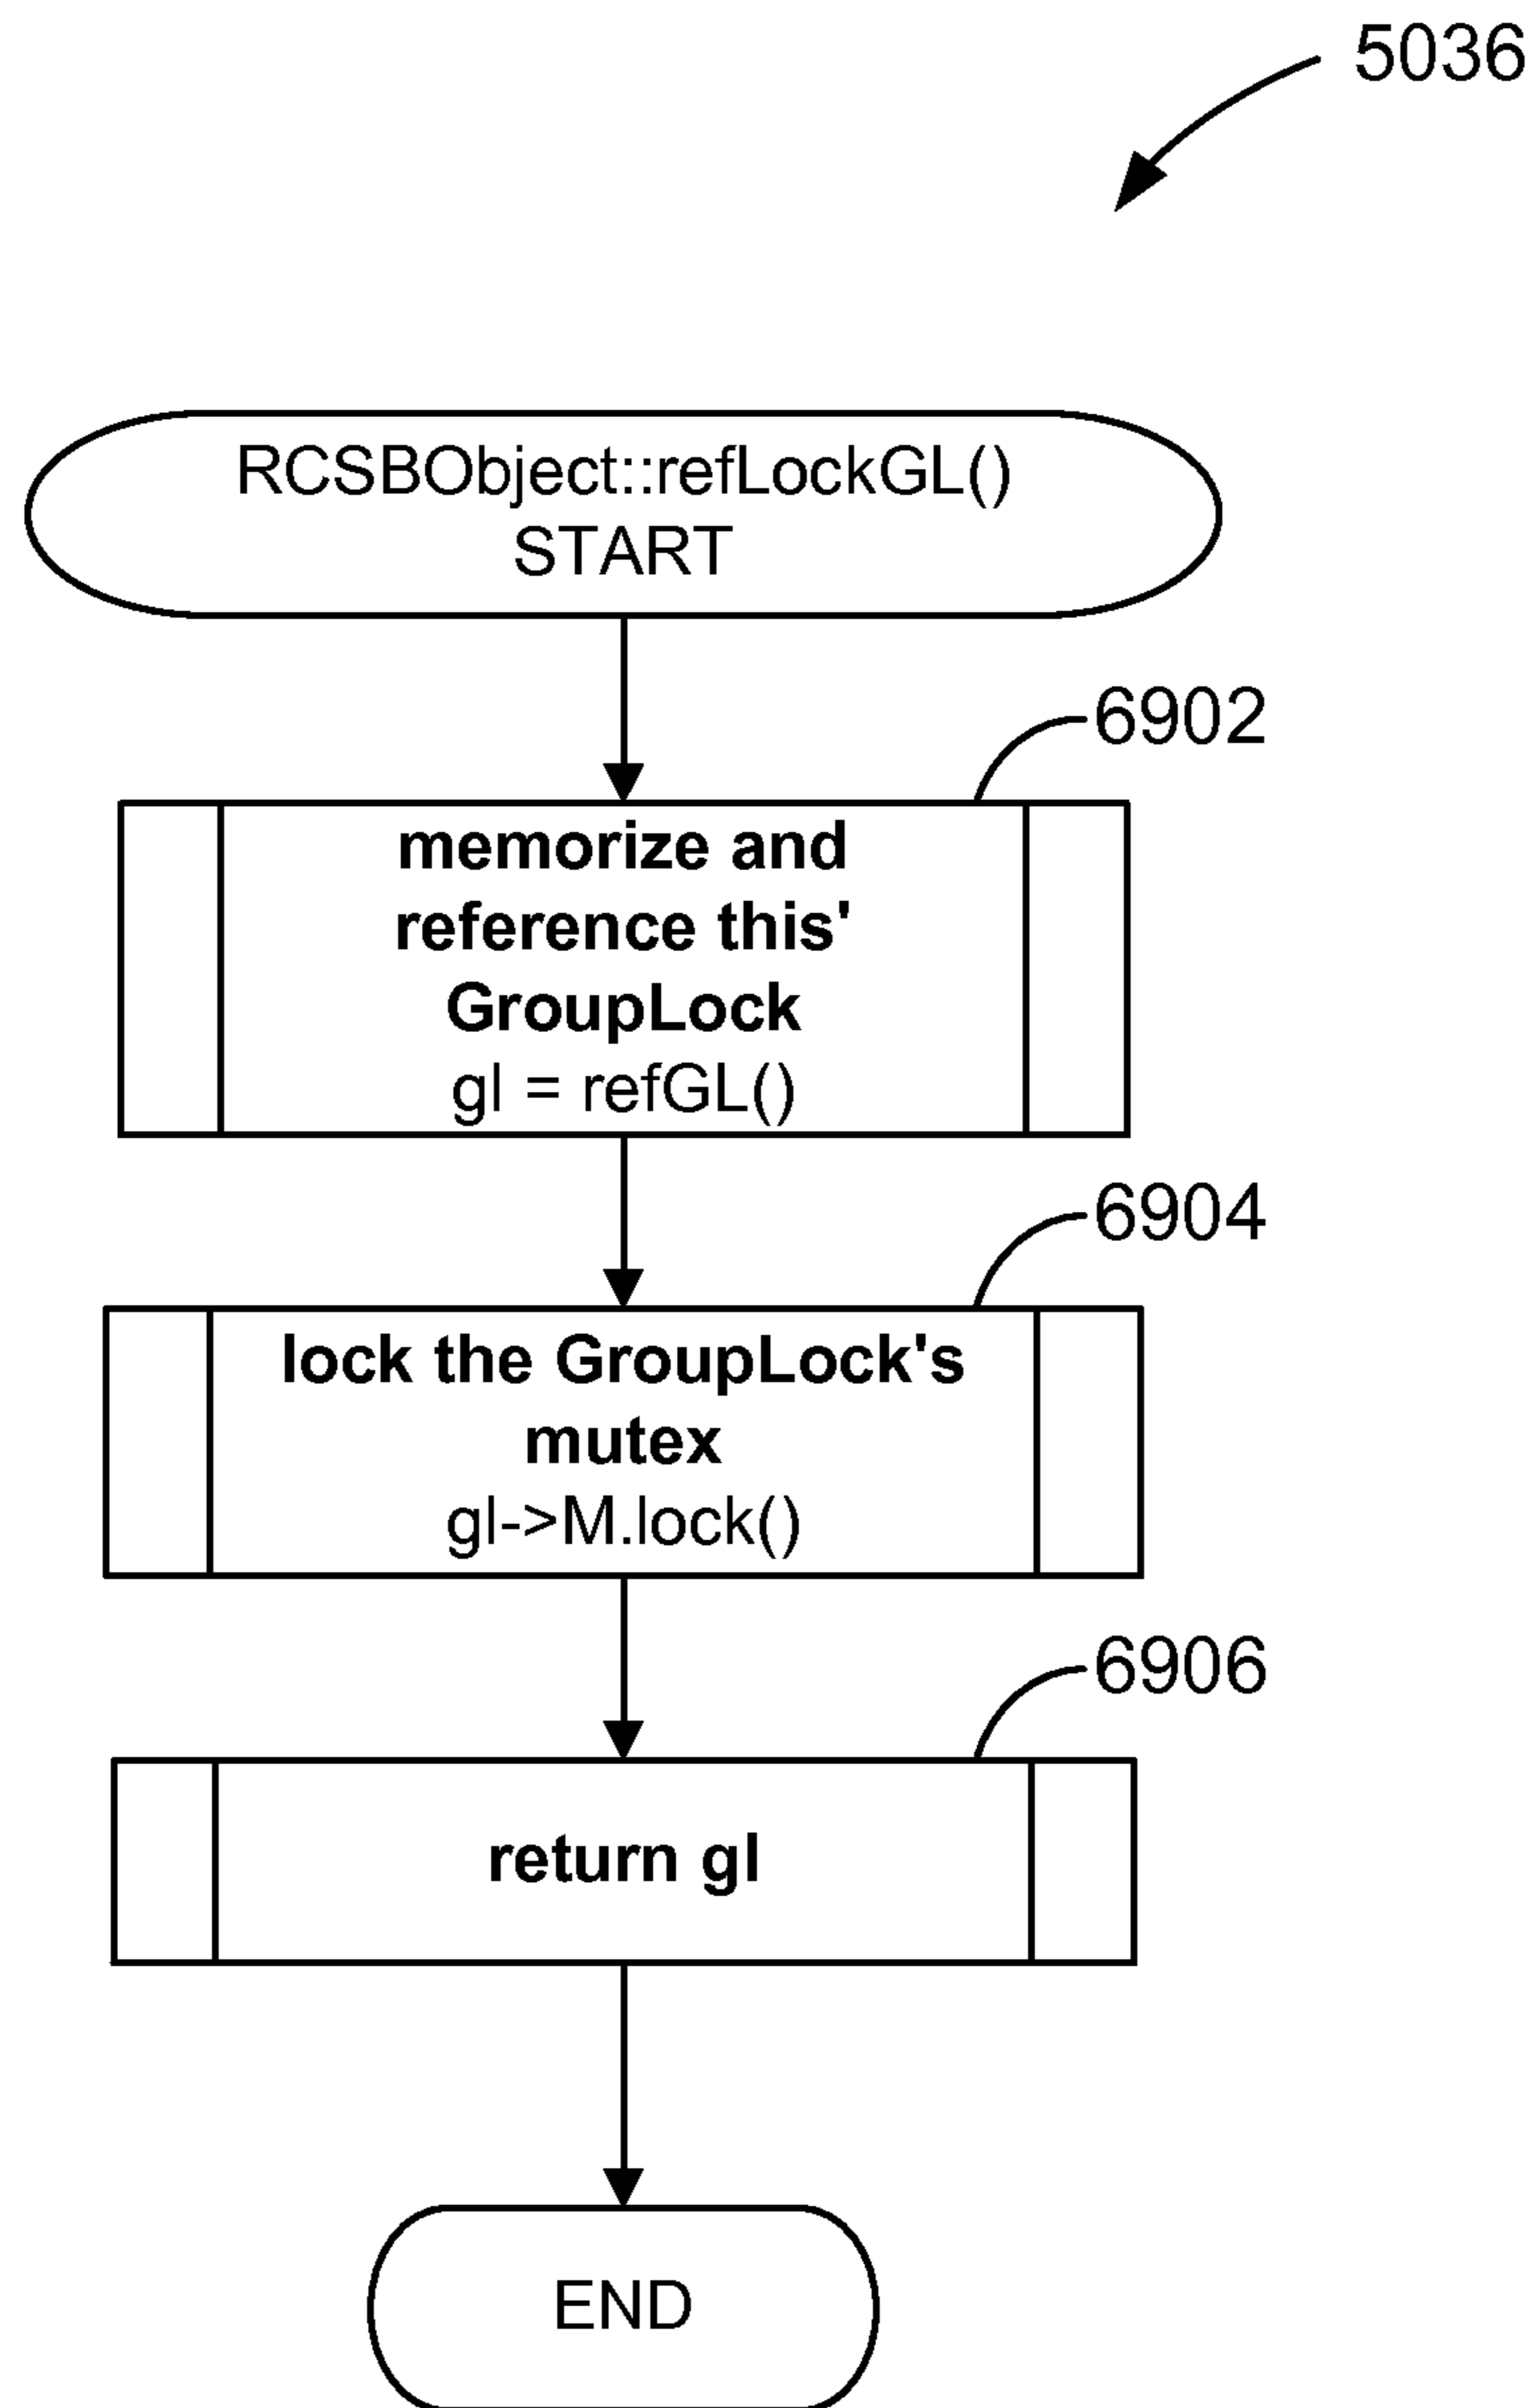 5036
RCSBObject::refLockGL()
START
6902
memorize and
reference this'
GroupLock
gl = refGL()
6904
lock the GroupLock's
mutex
gl->M.lock()
6906
return gl
END